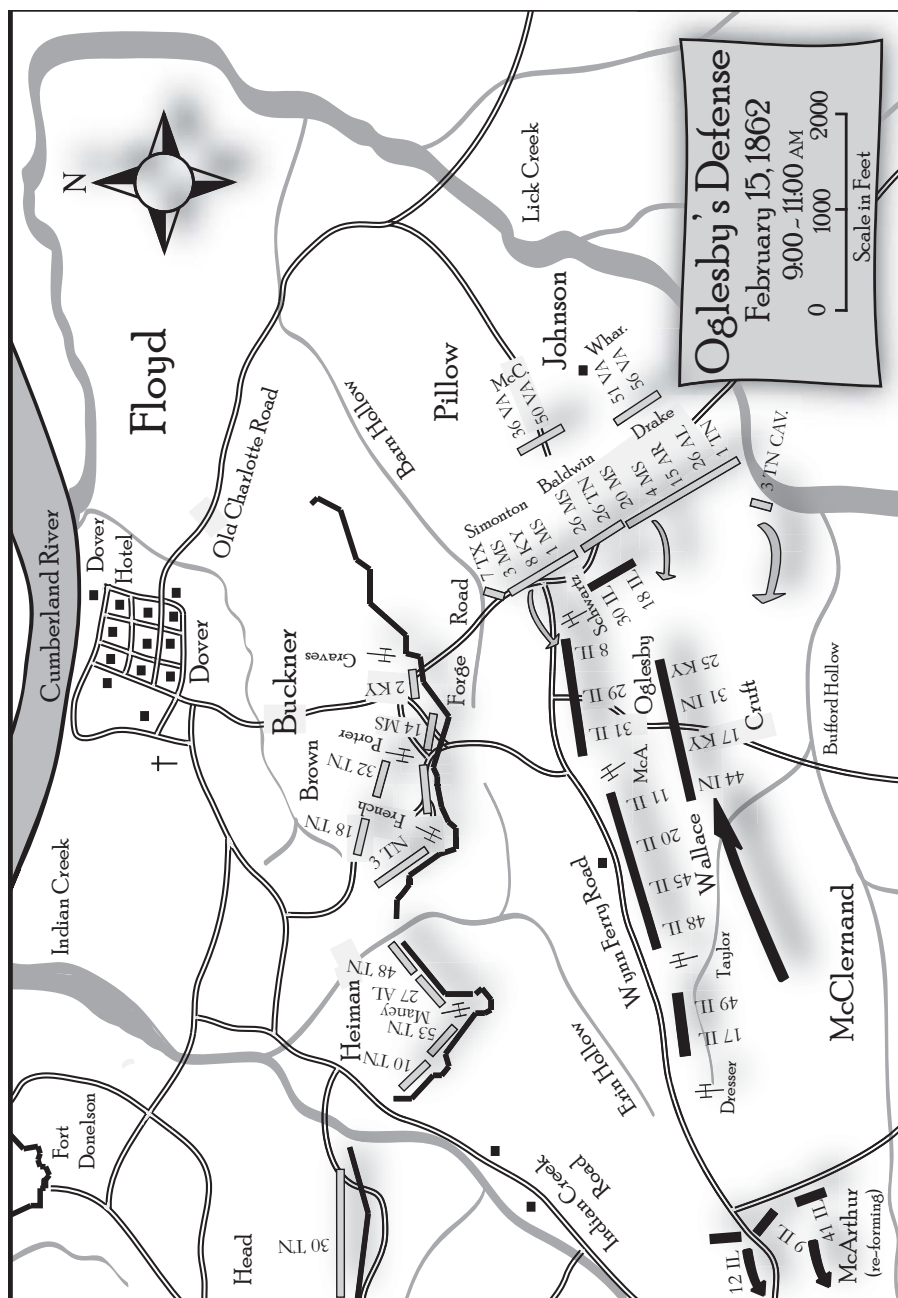 Oglesby's Defense
February 15, 1862
9:00 - 11:00 AM
0 1000 2000
Scale in Feet
N
Cumberland River
Indian Creek
Fort
Donelson
Dover
Hotel
Dover
Floyd
Old Charlotte Road
Lick Creek
Barn Hollow
Pillow
Johnson
McC.
36 VA
50 VA
Whar.
51 VA
56 VA
Simonton
7 TX
3 MS
8 KY
1 MS
Baldwin
26 MS
26 TN
20 MS
Drake
4 MS
15 AR
26 AL
1 TN
3 TN CAV.
Buckner
Graves
2 KY
14 MS
Porter
Brown
32 TN
French
18 TN
3 TN
Forge
Road
Heiman
48 TN
27 AL
Maney
53 TN
10 TN
Head
30 TN
Indian Creek
Road
Erin Hollow
Wynn Ferry Road
Bufford Hollow
Schwartz
30 IL
18 IL
Oglesby
8 IL
29 IL
31 IL
McA
Cruft
25 KY
31 IN
17 KY
44 IN
Wallace
11 IL
20 IL
45 IL
48 IL
Taylor
49 IL
17 IL
Dresser
McClernand
McArthur
(re-forming)
12 IL
9 IL
41 IL